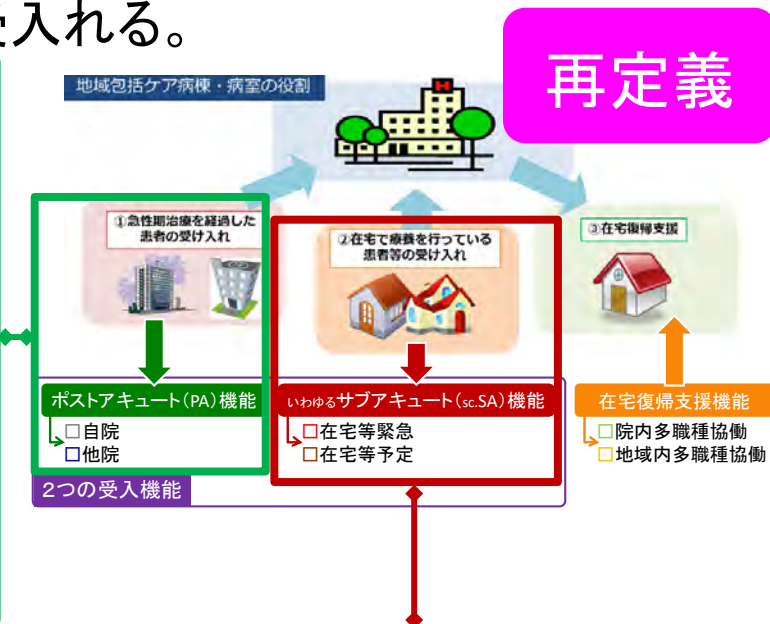 受入れる。
再定義
地域包括ケア病棟・病室の役割
H
①急性期治療を経過した
患者の受け入れ
②在宅で療養を行っている
患者等の受け入れ
③在宅復帰支援
ポストアキュート(PA)機能
□自院
□他院
いわゆるサブアキュート(sc.SA)機能
□在宅等緊急
□在宅等予定
在宅復帰支援機能
□院内多職種協働
□地域内多職種協働
2つの受入機能